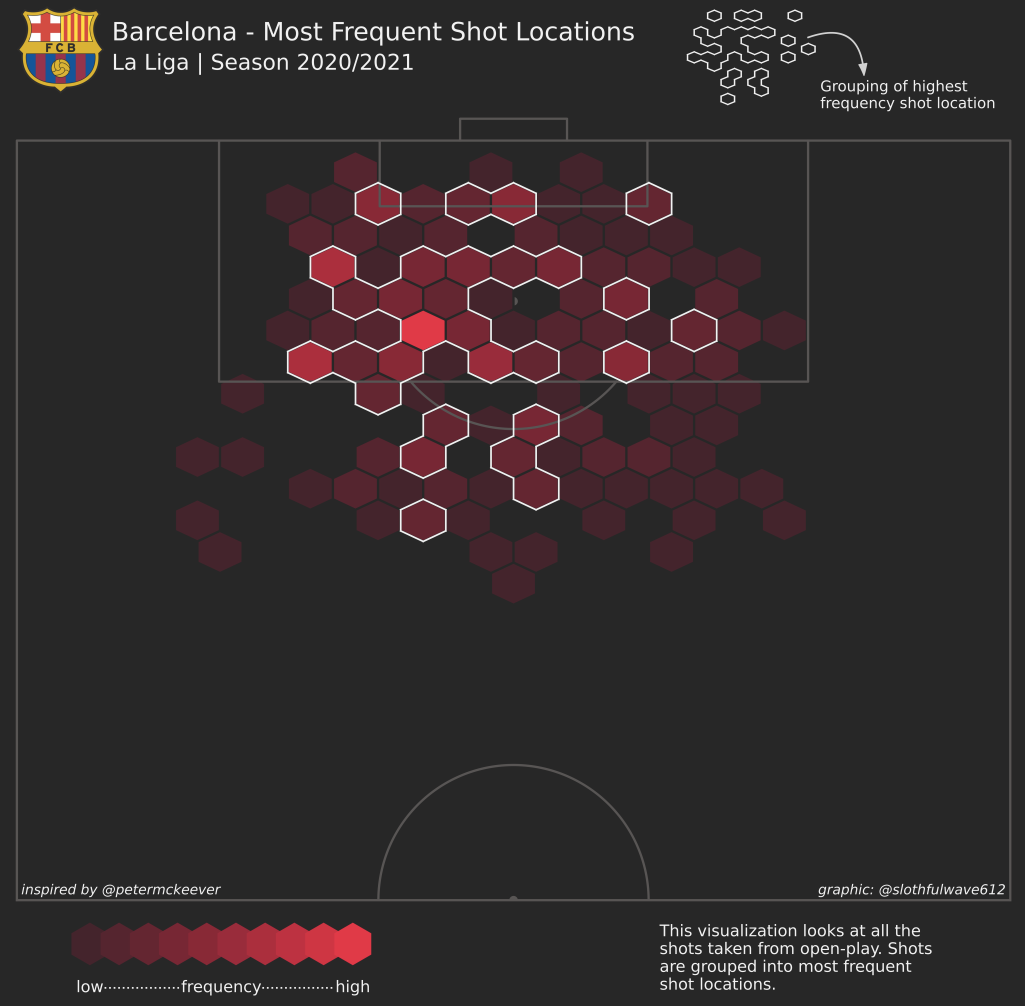 FCB
Barcelona - Most Frequent Shot Locations
La Liga | Season 2020/2021
Grouping of highest
frequency shot location
inspired by @petermckeever
graphic: @slothfulwave612
low·················frequency················high
This visualization looks at all the
shots taken from open-play. Shots
are grouped into most frequent
shot locations.